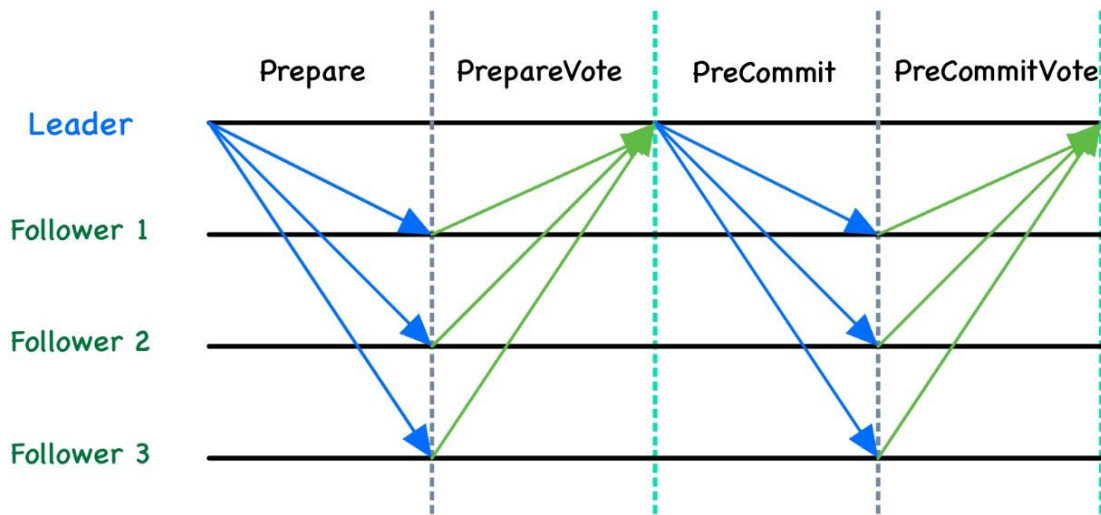 Prepare
PrepareVote
PreCommit
PreCommitVote
Leader
Follower 1
Follower 2
Follower 3